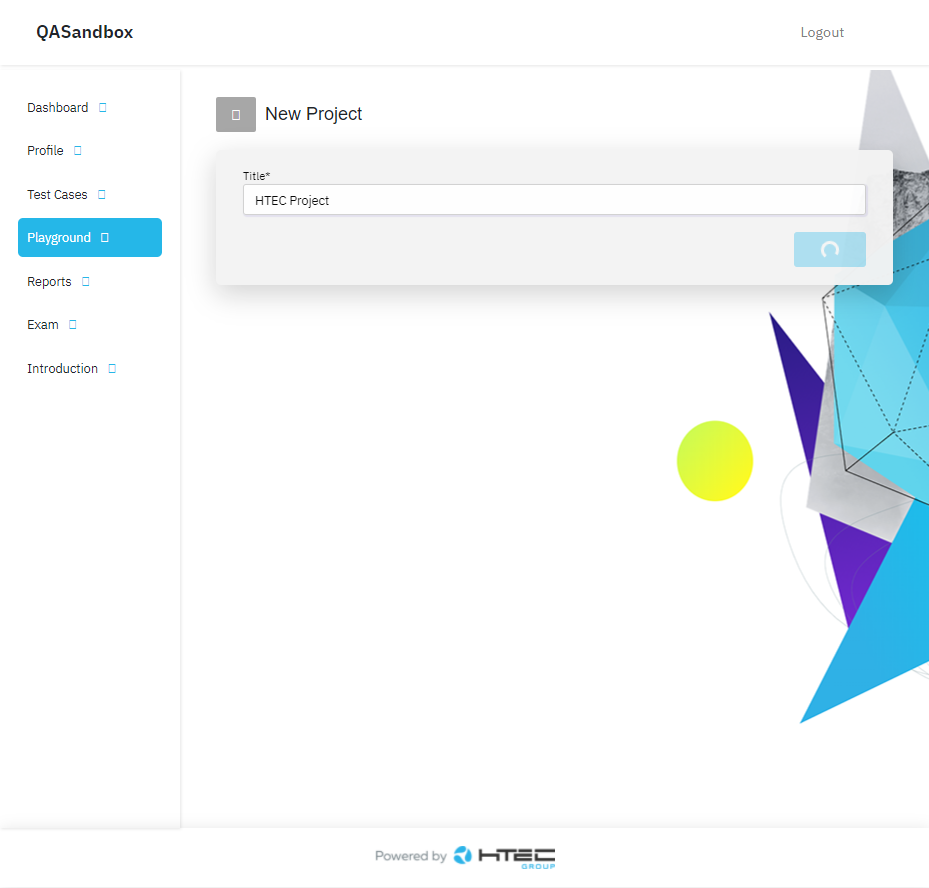 QASandbox
Logout
Dashboard
Profile
Test Cases
Playground
Reports
Exam
Introduction
New Project
Title*
HTEC Project
Powered by HTEC
GROUP